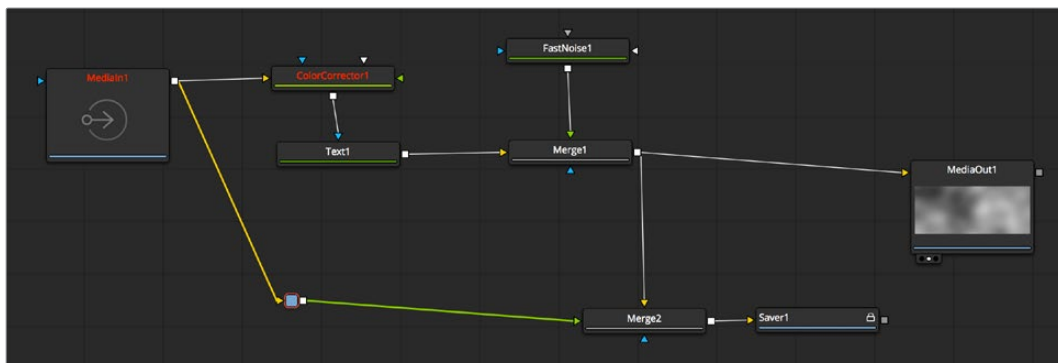 FastNoise1
MediaIn1
ColorCorrector1
Text1
Merge1
MediaOut1
Merge2
Saver1